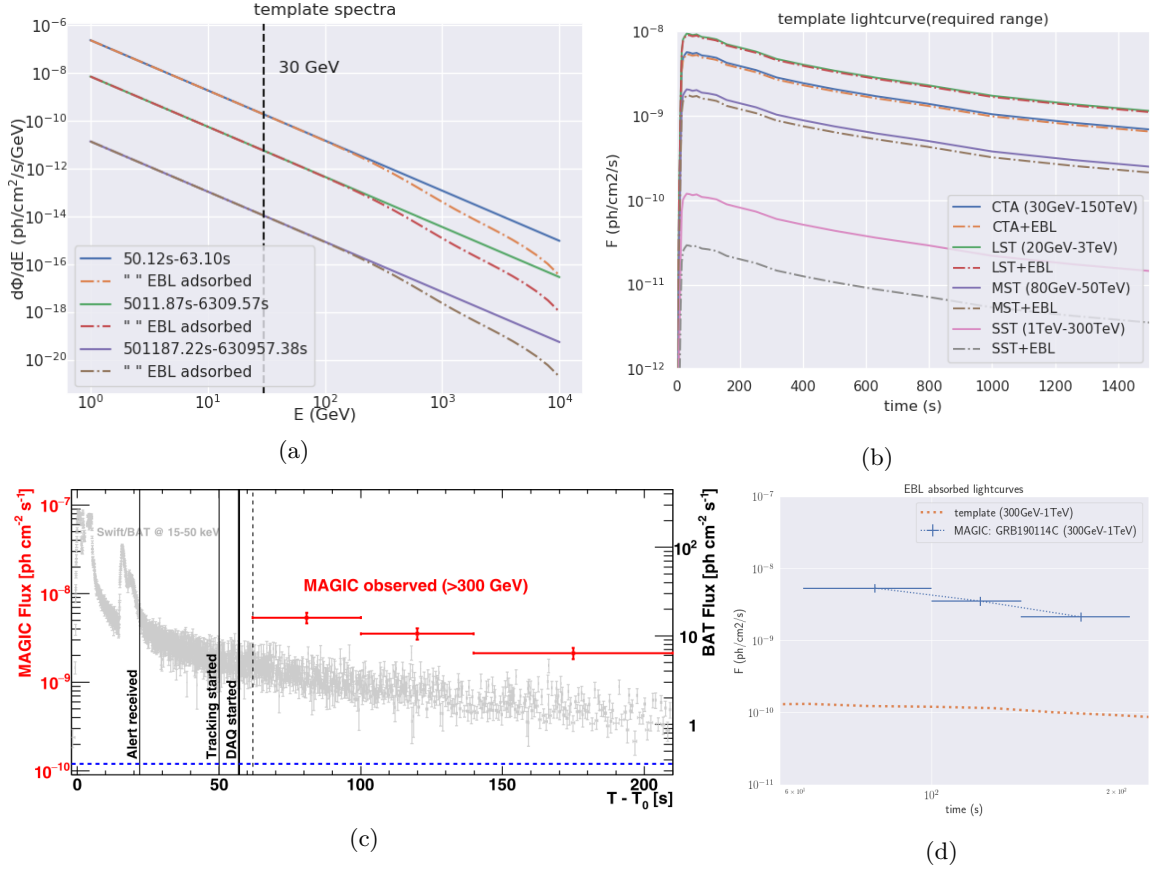 template spectra
10⁻⁶
10⁻⁸
10⁻¹⁰
10⁻¹²
10⁻¹⁴
10⁻¹⁶
10⁻¹⁸
10⁻²⁰
dΦ/dE (ph/cm^2/s/GeV)
30 GeV
50.12s-63.10s
" " EBL adsorbed
5011.87s-6309.57s
" " EBL adsorbed
501187.22s-630957.38s
" " EBL adsorbed
10⁰
10¹
10²
10³
10⁴
E (GeV)
(a)
template lightcurve(required range)
10⁻⁸
10⁻⁹
10⁻¹⁰
10⁻¹¹
10⁻¹²
F (ph/cm2/s)
CTA (30GeV-150TeV)
CTA+EBL
LST (20GeV-3TeV)
LST+EBL
MST (80GeV-50TeV)
MST+EBL
SST (1TeV-300TeV)
SST+EBL
0
200
400
600
800
1000
1200
1400
time (s)
(b)
MAGIC Flux [ph cm⁻² s⁻¹]
10⁻⁷
10⁻⁸
10⁻⁹
10⁻¹⁰
Swift/BAT @ 15-50 keV
MAGIC observed (>300 GeV)
Alert received
Tracking started
DAQ started
10²
10
1
BAT Flux [ph cm⁻² s⁻¹]
0
50
100
150
200
T - T₀ [s]
(c)
EBL absorbed lightcurves
template (300GeV-1TeV)
MAGIC: GRB190114C (300GeV-1TeV)
10⁻⁷
10⁻⁸
10⁻⁹
10⁻¹⁰
10⁻¹¹
F (ph/cm2/s)
6 × 10¹
10²
2 × 10²
time (s)
(d)